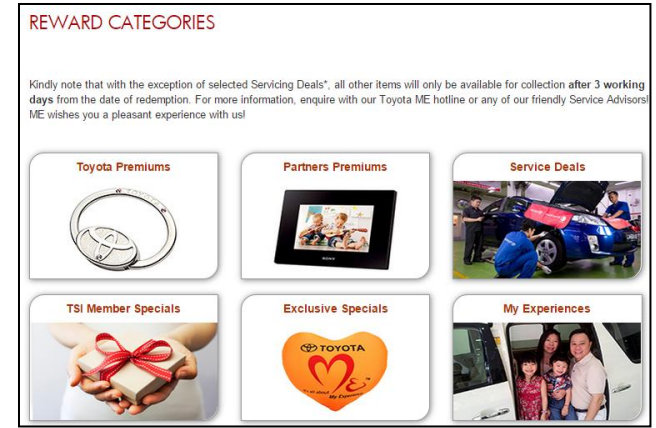 REWARD CATEGORIES
Kindly note that with the exception of selected Servicing Deals*, all other items will only be available for collection after 3 working
days from the date of redemption. For more information, enquire with our Toyota ME hotline or any of our friendly Service Advisors!
ME wishes you a pleasant experience with us!
Toyota Premiums
Partners Premiums
Service Deals
TOYOTA
SONY
TSI Member Specials
Exclusive Specials
My Experiences
TOYOTA
ME
My Experience